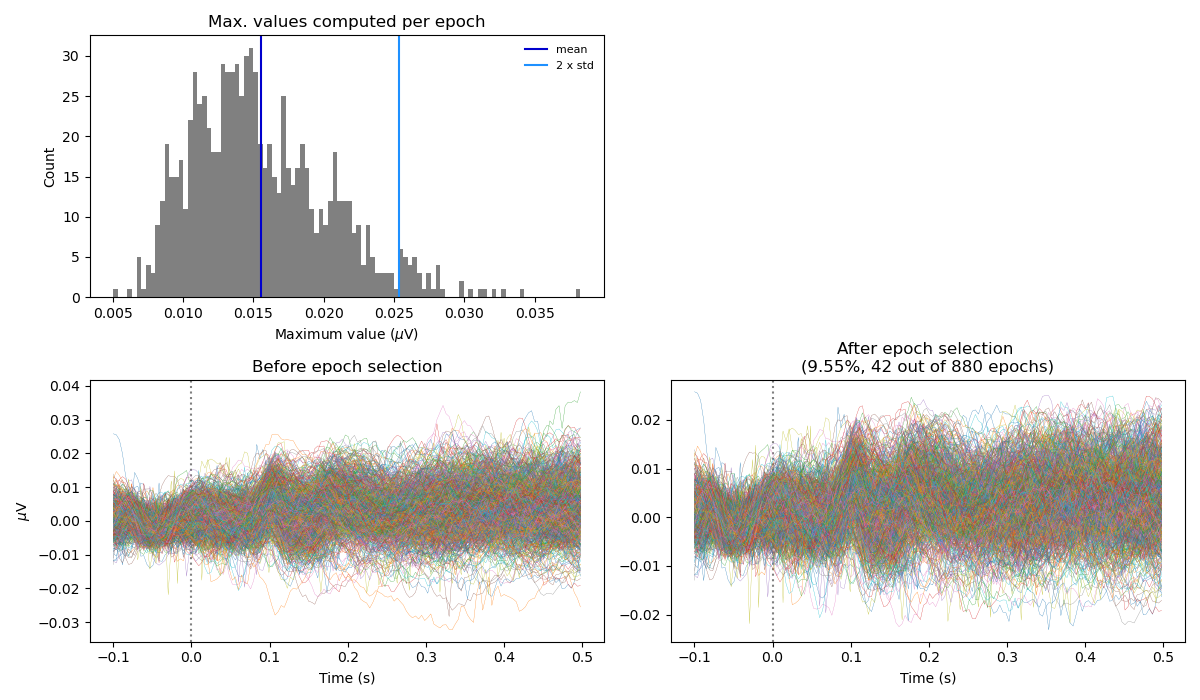 Max. values computed per epoch
mean
2 x std
30
25
20
15
10
5
0
Count
0.005 0.010 0.015 0.020 0.025 0.030 0.035
Maximum value (μV)
Before epoch selection
0.04
0.03
0.02
0.01
0.00
−0.01
−0.02
−0.03
μV
−0.1 0.0 0.1 0.2 0.3 0.4 0.5
Time (s)
After epoch selection
(9.55%, 42 out of 880 epochs)
0.02
0.01
0.00
−0.01
−0.02
−0.1 0.0 0.1 0.2 0.3 0.4 0.5
Time (s)